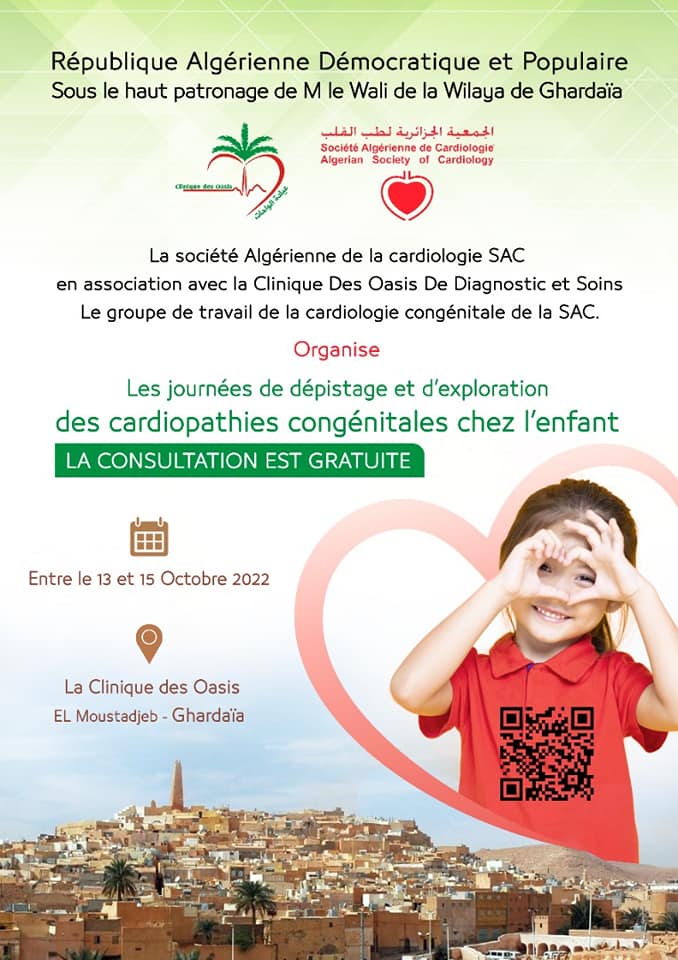 République Algérienne Démocratique et Populaire
Sous le haut patronage de M le Wali de la Wilaya de Ghardaïa
Clinique des Oasis
عيادة الواحات
الجمعية الجزائرية لطب القلب
Société Algérienne de Cardiologie
Algerian Society of Cardiology
La société Algérienne de la cardiologie SAC
en association avec la Clinique Des Oasis De Diagnostic et Soins
Le groupe de travail de la cardiologie congénitale de la SAC.
Organise
Les journées de dépistage et d'exploration
des cardiopathies congénitales chez l'enfant
LA CONSULTATION EST GRATUITE
Entre le 13 et 15 Octobre 2022
La Clinique des Oasis
EL Moustadjeb - Ghardaïa